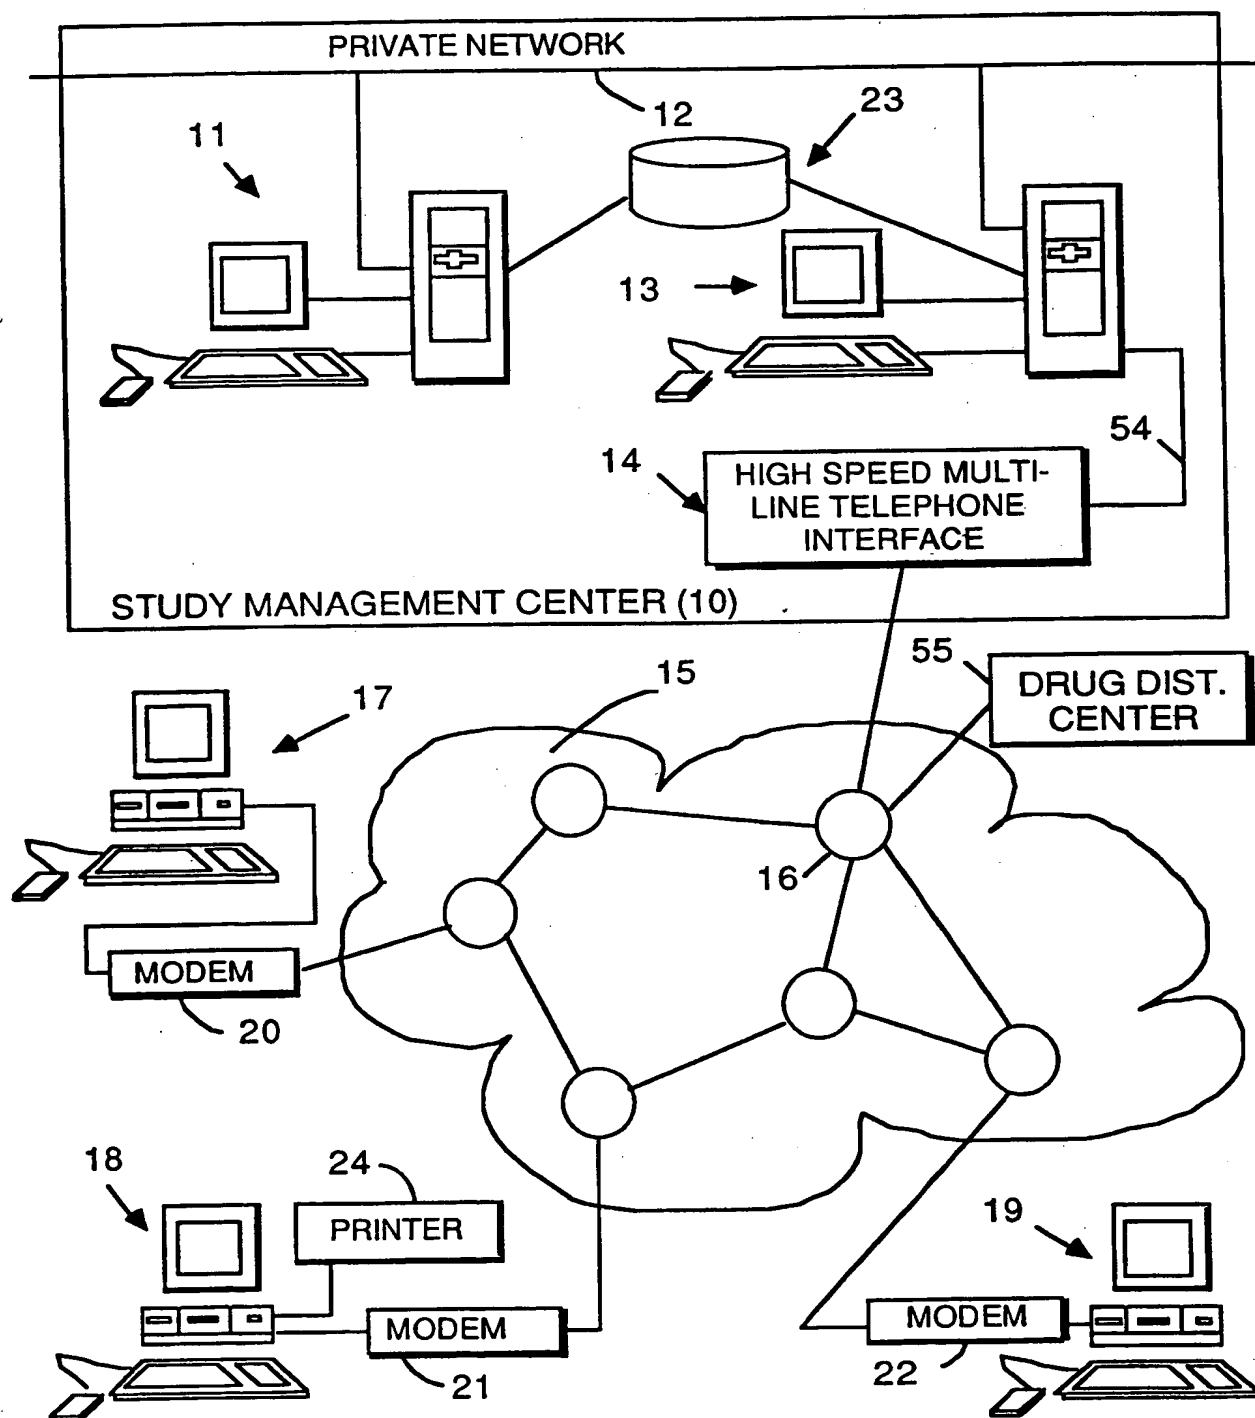 PRIVATE NETWORK
12
23
11
13
54
14
HIGH SPEED MULTI-
LINE TELEPHONE
INTERFACE
STUDY MANAGEMENT CENTER (10)
55
15
DRUG DIST.
CENTER
17
16
MODEM
20
18
24
PRINTER
19
MODEM
21
MODEM
22